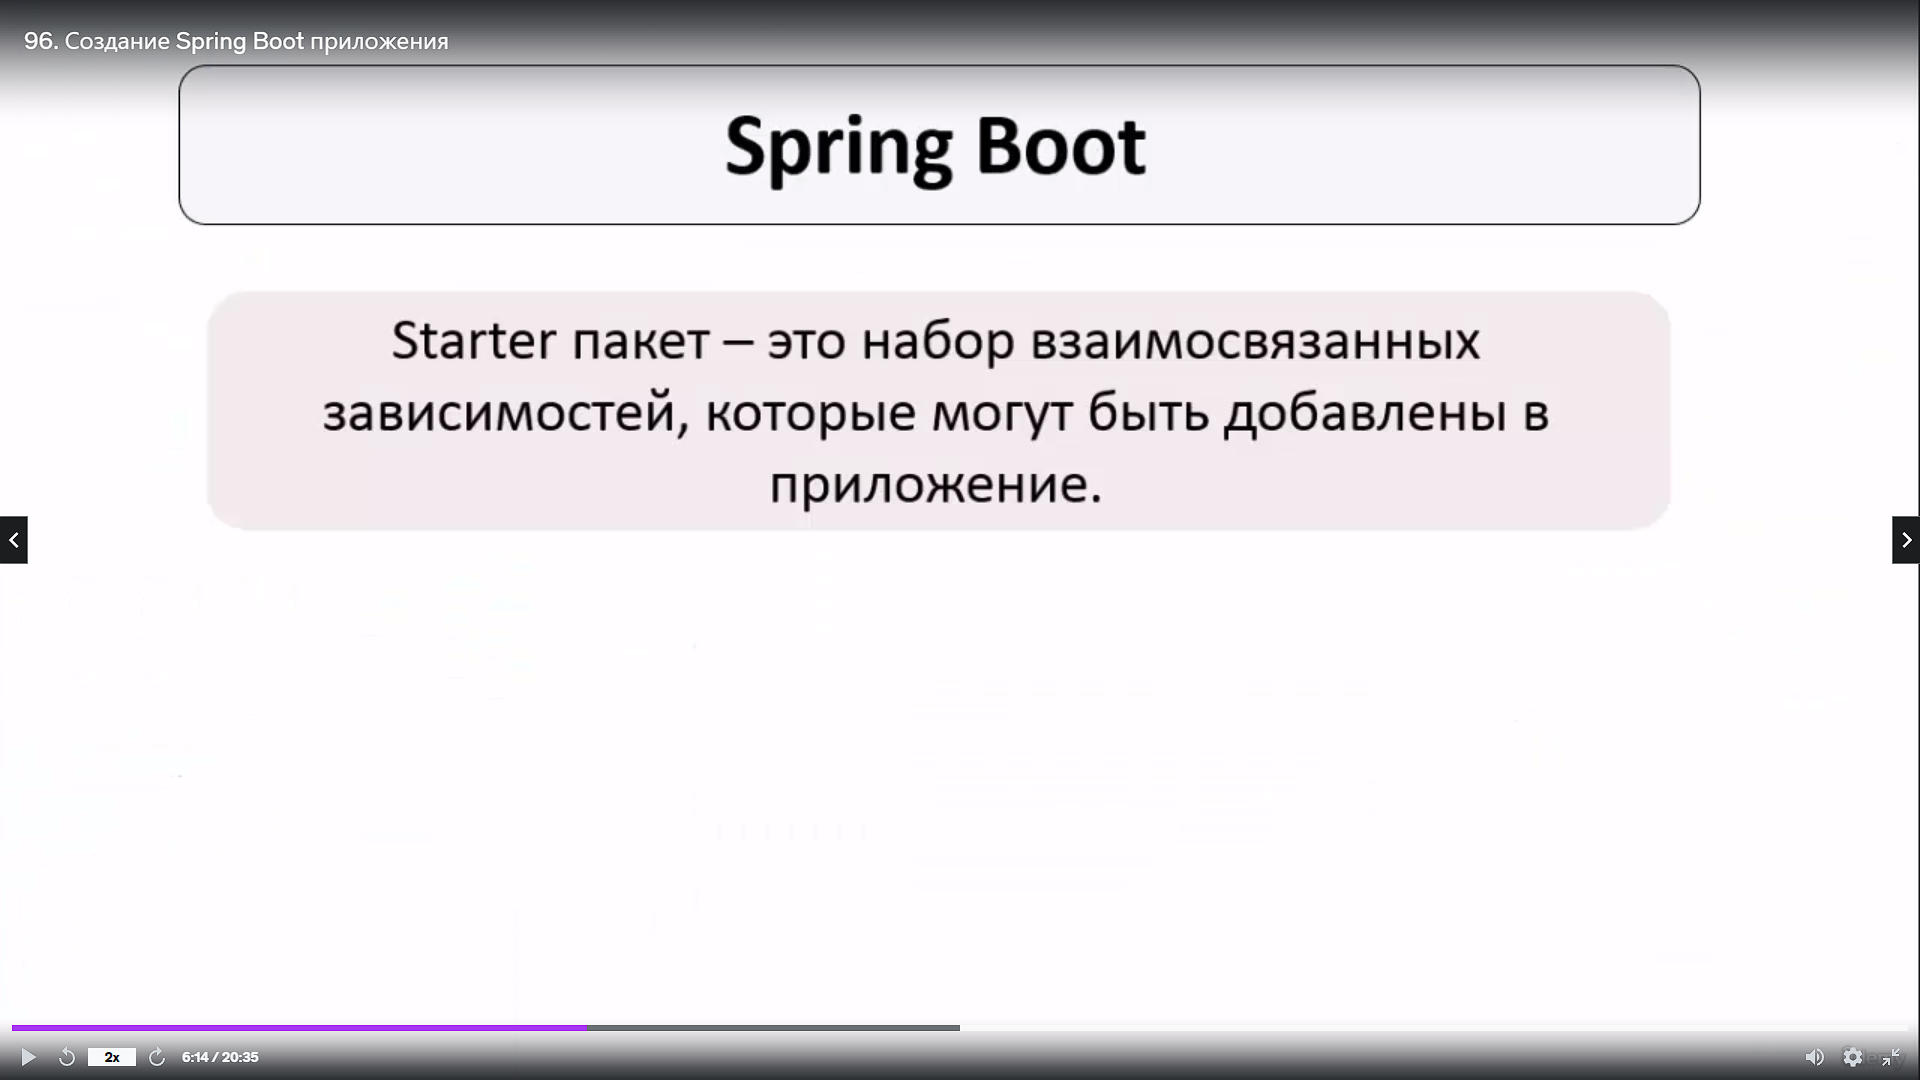 96. Создание Spring Boot приложения
Spring Boot
Starter пакет – это набор взаимосвязанных
зависимостей, которые могут быть добавлены в
приложение.
2x
6:14 / 20:35